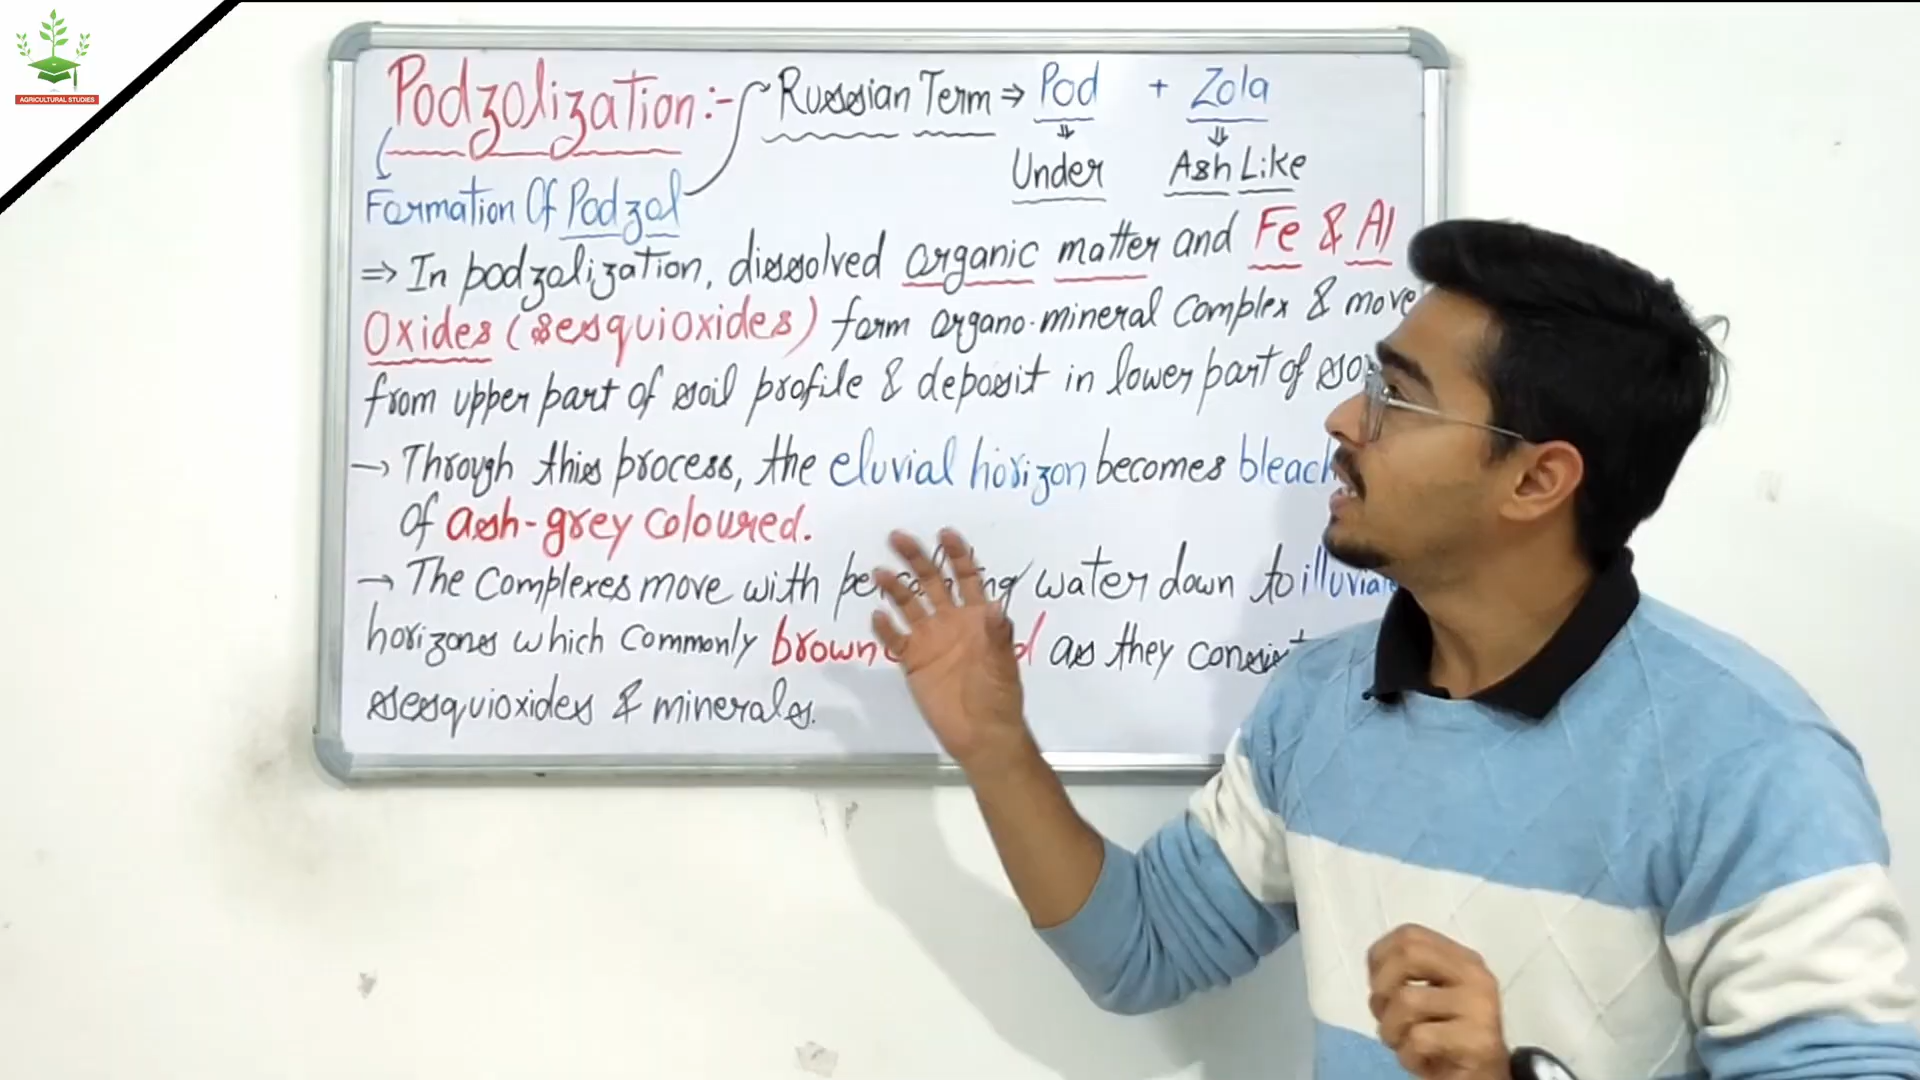 AGRICULTURAL STUDIES
Podzolization:- Russian Term ⇒ Pod + Zola
Under Ash Like
Formation Of Podzol
⇒ In podzolization, dissolved organic matter and Fe & Al
Oxides (sesquioxides) form organo-mineral complex & move
from upper part of soil profile & deposit in lower part of
→ Through this process, the eluvial horizon becomes
of ash-grey coloured.
→ The Complexes move with water down to
horizons which commonly as they
sesquioxides & minerals.